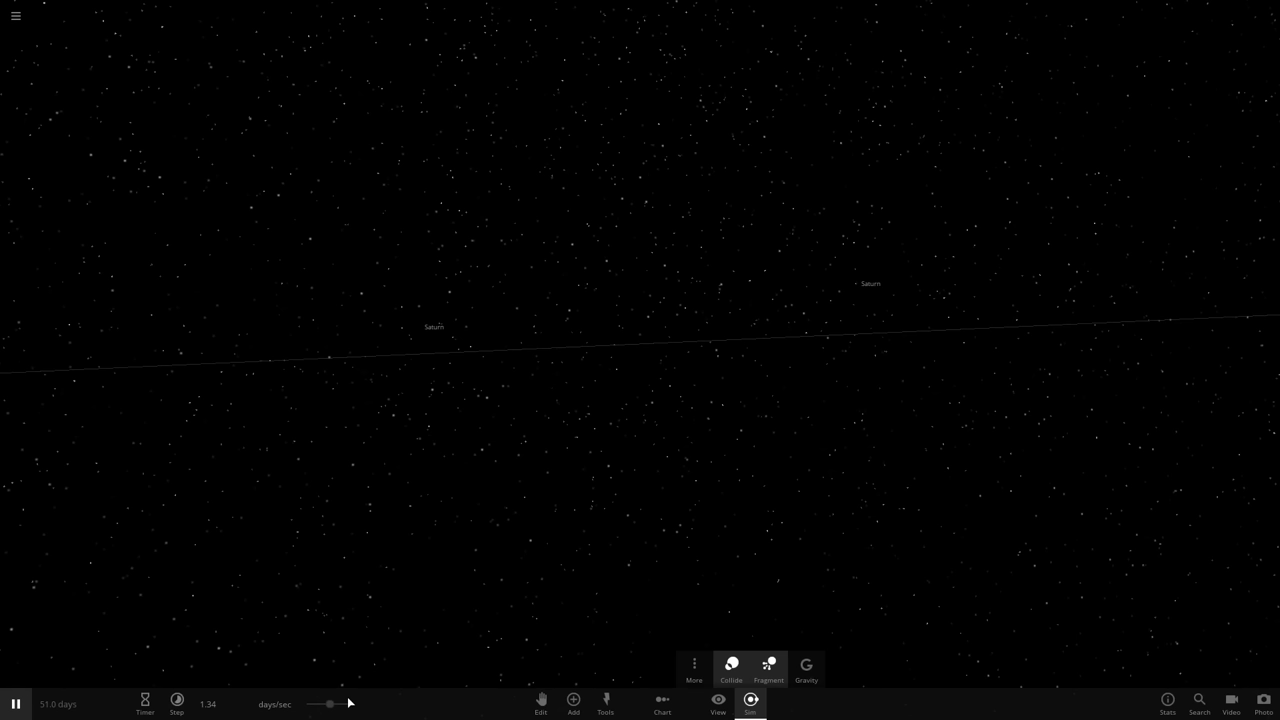 Saturn
Saturn
More
Collide
Fragment
Gravity
51.0 days
Timer
Step
1.34
days/sec
Edit
Add
Tools
Chart
View
Sim
Stats
Search
Video
Photo